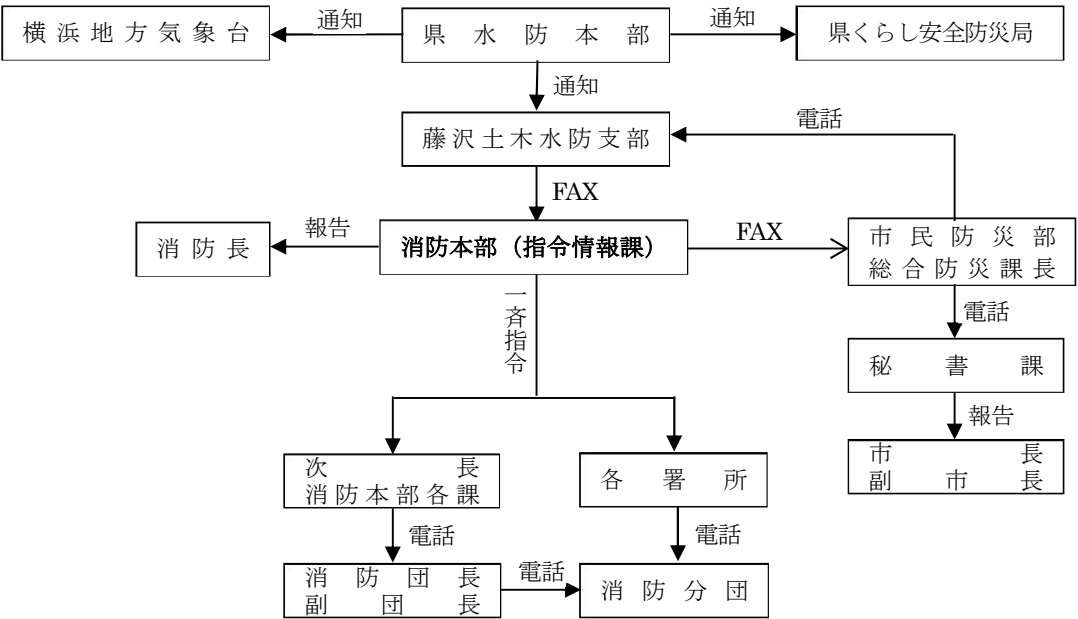 横浜地方気象台
通知
県水防本部
通知
県くらし安全防災局
通知
藤沢土木水防支部
電話
FAX
消防長
報告
消防本部（指令情報課）
FAX
市民防災部
総合防災課長
一斉指令
電話
秘書課
報告
市長
副市長
次長
消防本部各課
各署所
電話
電話
消防団長
副団長
電話
消防分団